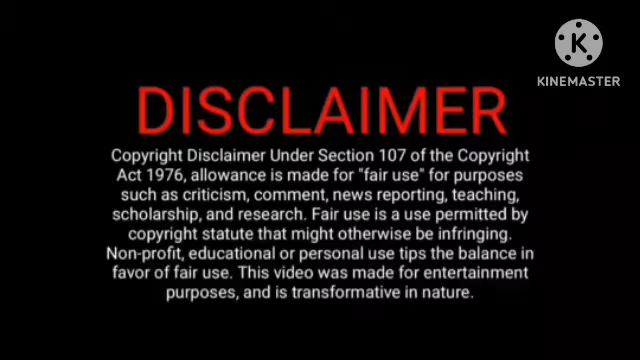 KINEMASTER
DISCLAIMER
Copyright Disclaimer Under Section 107 of the Copyright
Act 1976, allowance is made for "fair use" for purposes
such as criticism, comment, news reporting, teaching,
scholarship, and research. Fair use is a use permitted by
copyright statute that might otherwise be infringing.
Non-profit, educational or personal use tips the balance in
favor of fair use. This video was made for entertainment
purposes, and is transformative in nature.